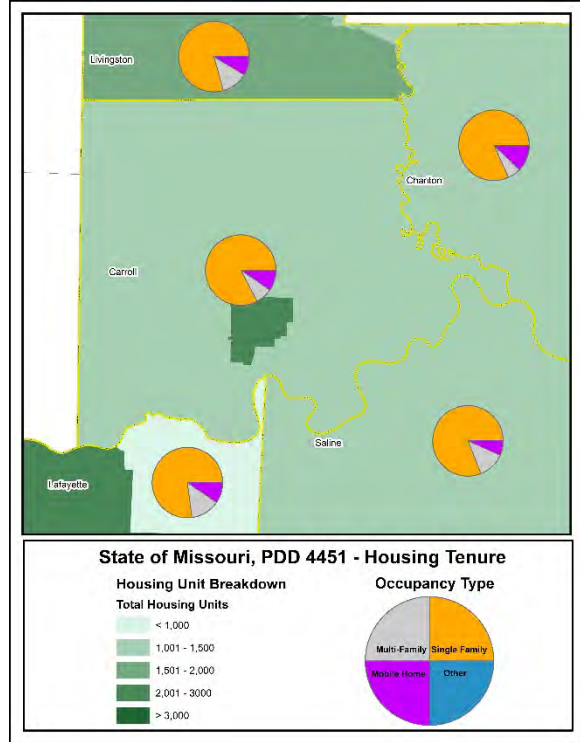 Livingston
Chariton
Carroll
Saline
Lafayette
State of Missouri, PDD 4451 - Housing Tenure
Housing Unit Breakdown
Occupancy Type
Total Housing Units
< 1,000
1,001 - 1,500
1,501 - 2,000
2,001 - 3000
> 3,000
Multi-Family
Single Family
Mobile Home
Other